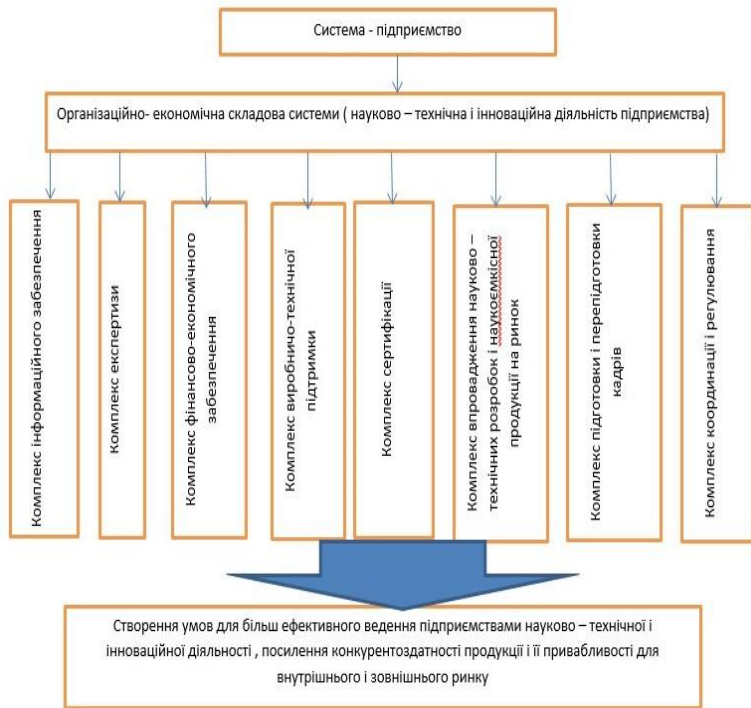 Система - підприємство
Організаційно- економічна складова системи ( науково – технічна і інноваційна діяльність підприємства)
Комплекс інформаційного забезпечення
Комплекс експертизи
Комплекс фінансово-економічного
забезпечення
Комплекс виробничо-технічної
підтримки
Комплекс сертифікації
Комплекс впровадження науково –
технічних розробок і наукоємкісної
продукції на ринок
Комплекс підготовки і перепідготовки
кадрів
Комплекс координації і регулювання
Створення умов для більш ефективного ведення підприємствами науково – технічної і
інноваційної діяльності , посилення конкурентоздатності продукції і її привабливості для
внутрішнього і зовнішнього ринку